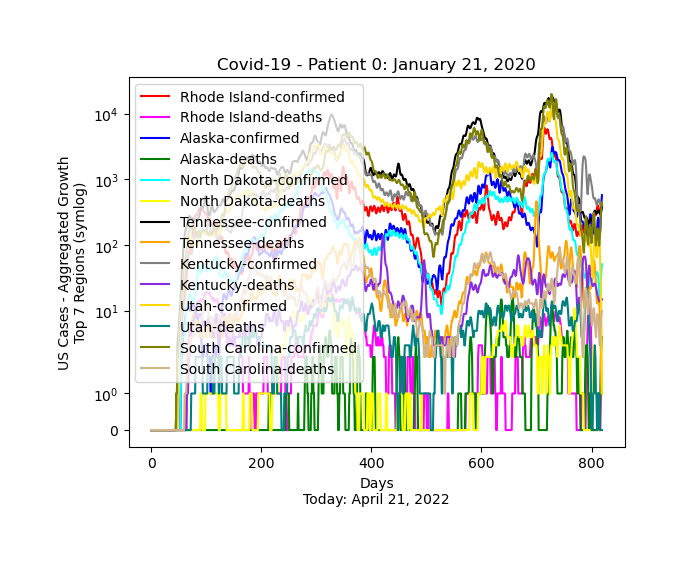 Covid-19 - Patient 0: January 21, 2020
US Cases - Aggregated Growth
Top 7 Regions (symlog)
10⁴
10³
10²
10¹
10⁰
0
Rhode Island-confirmed
Rhode Island-deaths
Alaska-confirmed
Alaska-deaths
North Dakota-confirmed
North Dakota-deaths
Tennessee-confirmed
Tennessee-deaths
Kentucky-confirmed
Kentucky-deaths
Utah-confirmed
Utah-deaths
South Carolina-confirmed
South Carolina-deaths
0 200 400 600 800
Days
Today: April 21, 2022